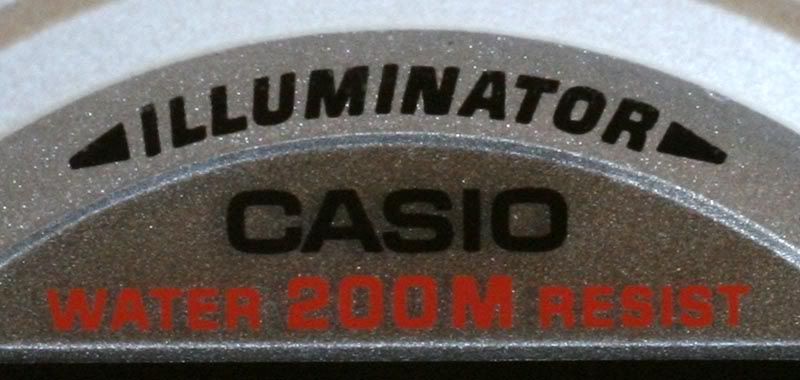 ILLUMINATOR
CASIO
WATER 200M RESIST